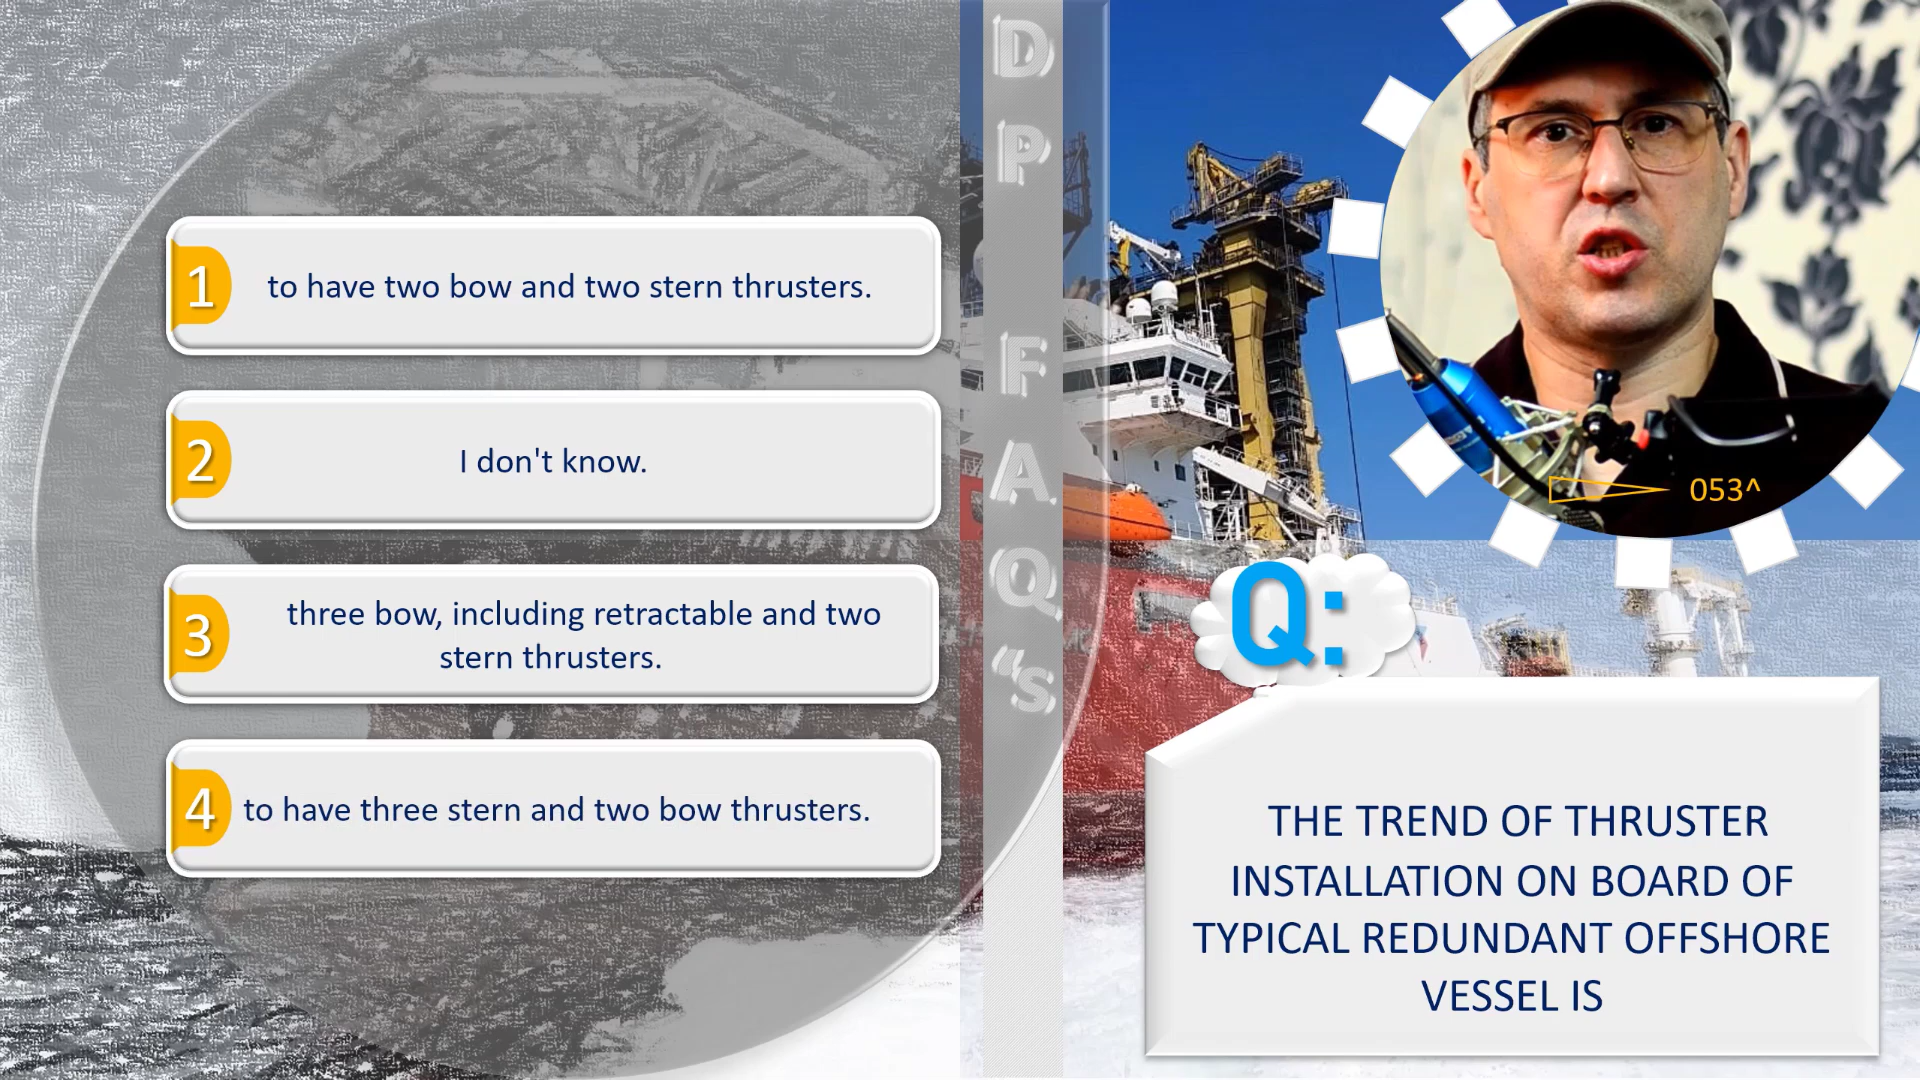 1
to have two bow and two stern thrusters.
2
I don't know.
3
three bow, including retractable and two
stern thrusters.
4
to have three stern and two bow thrusters.
DP FAQ“S
053^
Q:
THE TREND OF THRUSTER
INSTALLATION ON BOARD OF
TYPICAL REDUNDANT OFFSHORE
VESSEL IS